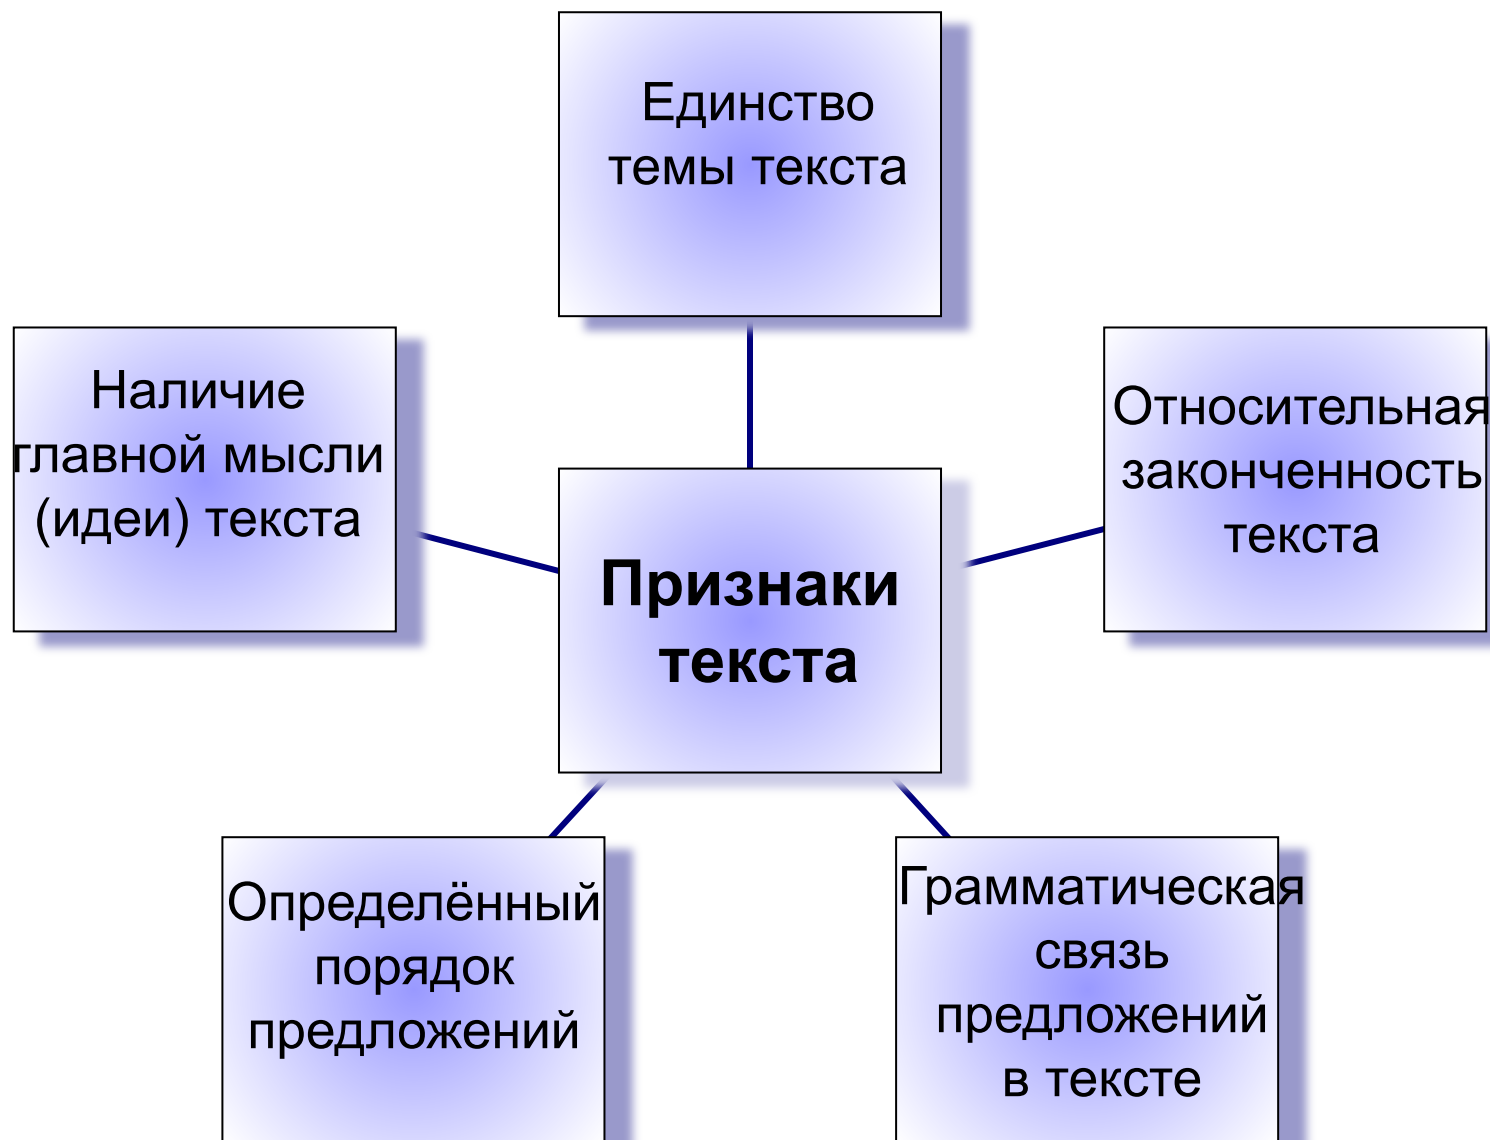 Единство
темы текста
Наличие
главной мысли
(идеи) текста
Относительная
законченность
текста
Признаки
текста
Определённый
порядок
предложений
Грамматическая
связь
предложений
в тексте